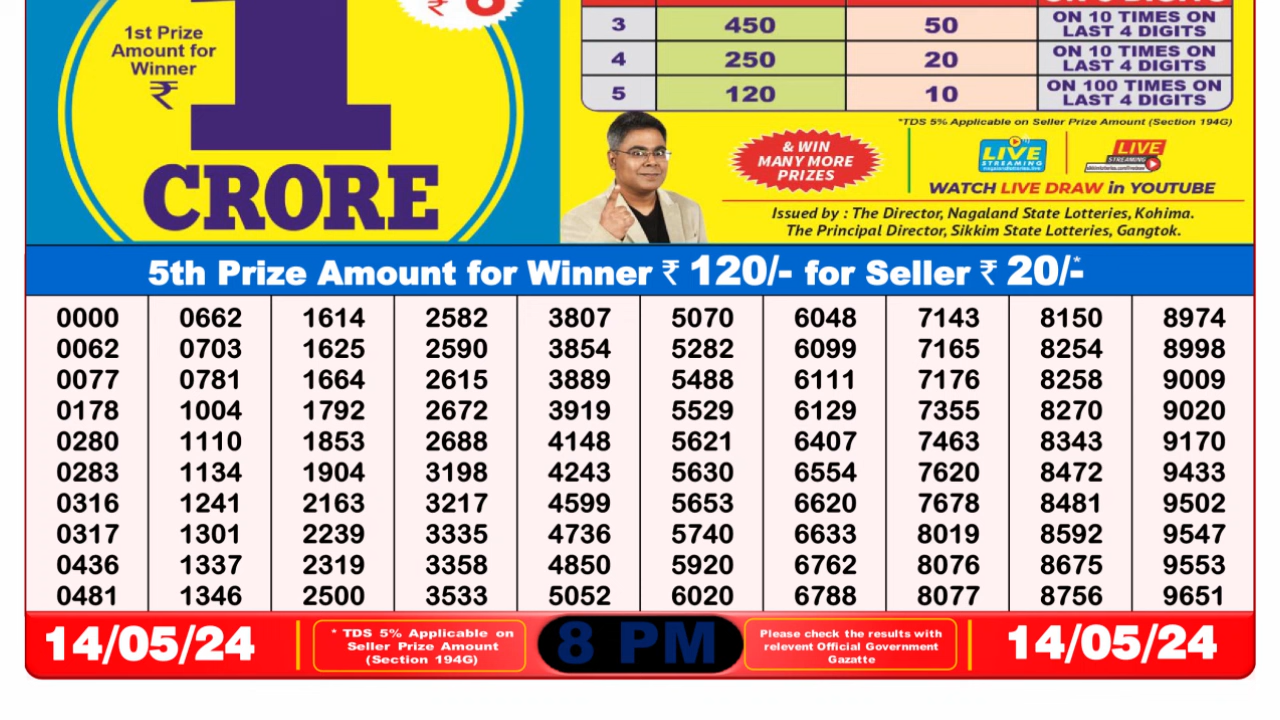 ₹ 6
1
1st Prize
Amount for
Winner
₹
CRORE
3 450 50 ON 10 TIMES ON LAST 4 DIGITS
4 250 20 ON 10 TIMES ON LAST 4 DIGITS
5 120 10 ON 100 TIMES ON LAST 4 DIGITS
*TDS 5% Applicable on Seller Prize Amount (Section 194G)
& WIN
MANY MORE
PRIZES
LIVE
STREAMING
nagalandlotteries.live
LIVE
STREAMING
WATCH LIVE DRAW in YOUTUBE
Issued by : The Director, Nagaland State Lotteries, Kohima.
The Principal Director, Sikkim State Lotteries, Gangtok.
5th Prize Amount for Winner ₹ 120/- for Seller ₹ 20/-*
0000 0662 1614 2582 3807 5070 6048 7143 8150 8974
0062 0703 1625 2590 3854 5282 6099 7165 8254 8998
0077 0781 1664 2615 3889 5488 6111 7176 8258 9009
0178 1004 1792 2672 3919 5529 6129 7355 8270 9020
0280 1110 1853 2688 4148 5621 6407 7463 8343 9170
0283 1134 1904 3198 4243 5630 6554 7620 8472 9433
0316 1241 2163 3217 4599 5653 6620 7678 8481 9502
0317 1301 2239 3335 4736 5740 6633 8019 8592 9547
0436 1337 2319 3358 4850 5920 6762 8076 8675 9553
0481 1346 2500 3533 5052 6020 6788 8077 8756 9651
14/05/24
* TDS 5% Applicable on
Seller Prize Amount
(Section 194G)
8 PM
Please check the results with
relevent Official Government
Gazatte
14/05/24